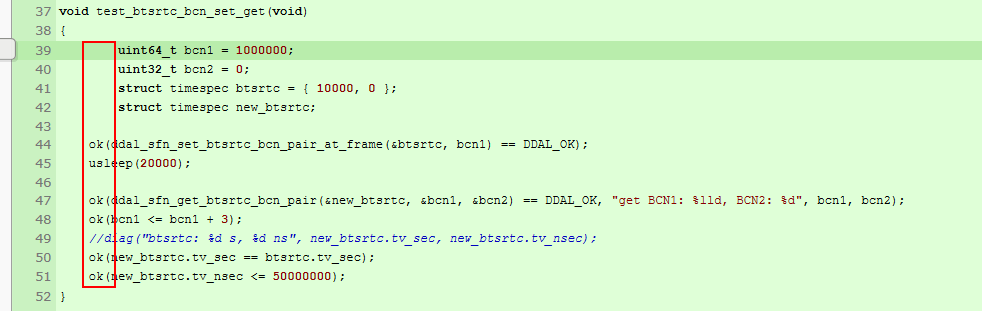 37 void test_btsrtc_bcn_set_get(void)
38 {
39 uint64_t bcn1 = 1000000;
40 uint32_t bcn2 = 0;
41 struct timespec btsrtc = { 10000, 0 };
42 struct timespec new_btsrtc;
43
44 ok(ddal_sfn_set_btsrtc_bcn_pair_at_frame(&btsrtc, bcn1) == DDAL_OK);
45 usleep(20000);
46
47 ok(ddal_sfn_get_btsrtc_bcn_pair(&new_btsrtc, &bcn1, &bcn2) == DDAL_OK, "get BCN1: %lld, BCN2: %d", bcn1, bcn2);
48 ok(bcn1 <= bcn1 + 3);
49 //diag("btsrtc: %d s, %d ns", new_btsrtc.tv_sec, new_btsrtc.tv_nsec);
50 ok(new_btsrtc.tv_sec == btsrtc.tv_sec);
51 ok(new_btsrtc.tv_nsec <= 50000000);
52 }